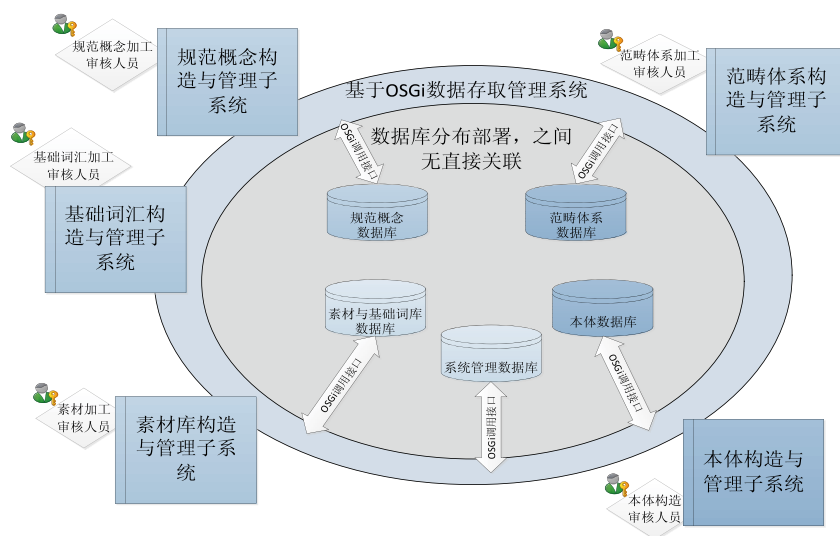 规范概念加工
审核人员
规范概念构
造与管理子
系统
范畴体系加工
审核人员
范畴体系构
造与管理子
系统
基于OSGi数据存取管理系统
数据库分布部署，之间
无直接关联
OSGi调用接口
OSGi调用接口
基础词汇加工
审核人员
基础词汇构
造与管理子
系统
规范概念
数据库
范畴体系
数据库
素材与基础词库
数据库
本体数据库
系统管理数据库
OSGi调用接口
OSGi调用接口
OSGi调用接口
素材加工
审核人员
素材库构造
与管理子系
统
本体构造与
管理子系统
本体构造
审核人员